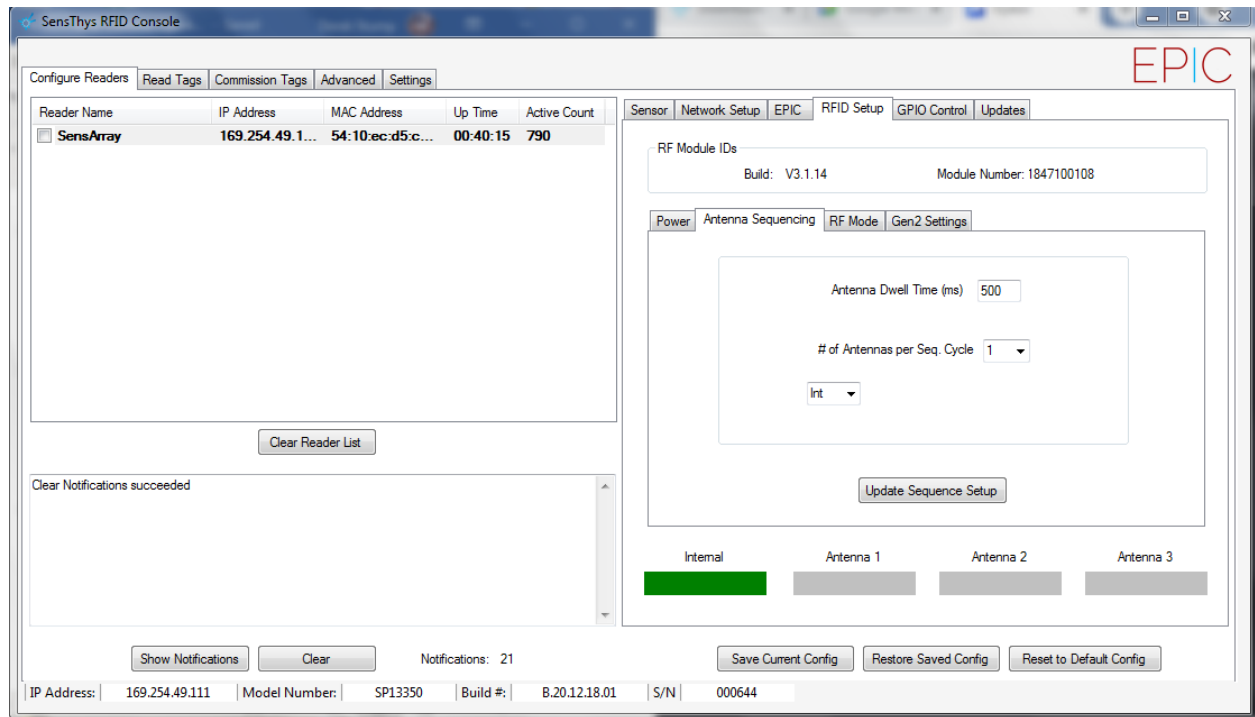 SensThys RFID Console
EPIC
Configure Readers Read Tags Commission Tags Advanced Settings
Reader Name IP Address MAC Address Up Time Active Count
SensArray 169.254.49.1... 54:10:ec:d5:c... 00:40:15 790
Clear Reader List
Clear Notifications succeeded
Show Notifications Clear Notifications: 21
Sensor Network Setup EPIC RFID Setup GPIO Control Updates
RF Module IDs
Build: V3.1.14 Module Number: 1847100108
Power Antenna Sequencing RF Mode Gen2 Settings
Antenna Dwell Time (ms) 500
# of Antennas per Seq. Cycle 1
Int
Update Sequence Setup
Internal Antenna 1 Antenna 2 Antenna 3
Save Current Config Restore Saved Config Reset to Default Config
IP Address: 169.254.49.111 Model Number: SP13350 Build #: B.20.12.18.01 S/N 000644